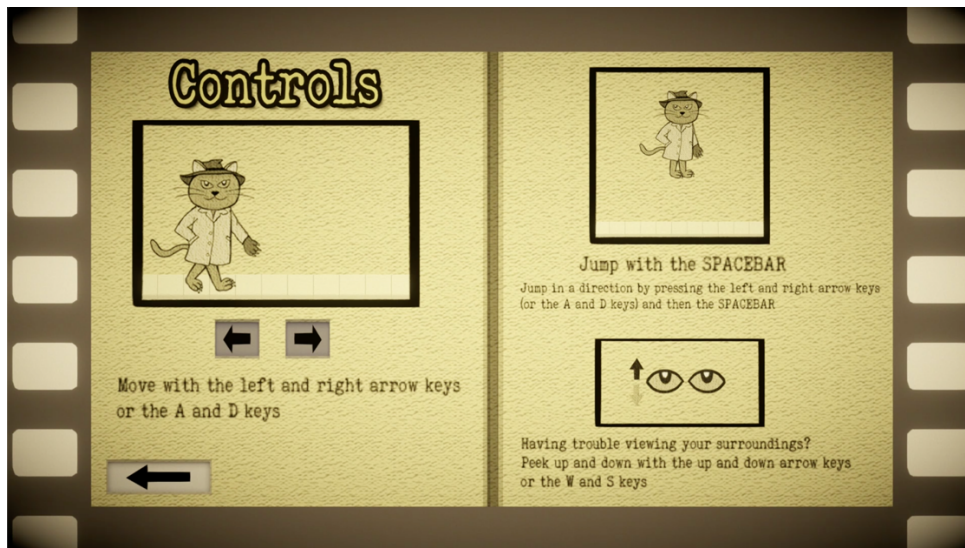 Controls
Move with the left and right arrow keys
or the A and D keys
Jump with the SPACEBAR
Jump in a direction by pressing the left and right arrow keys
(or the A and D keys) and then the SPACEBAR
Having trouble viewing your surroundings?
Peek up and down with the up and down arrow keys
or the W and S keys